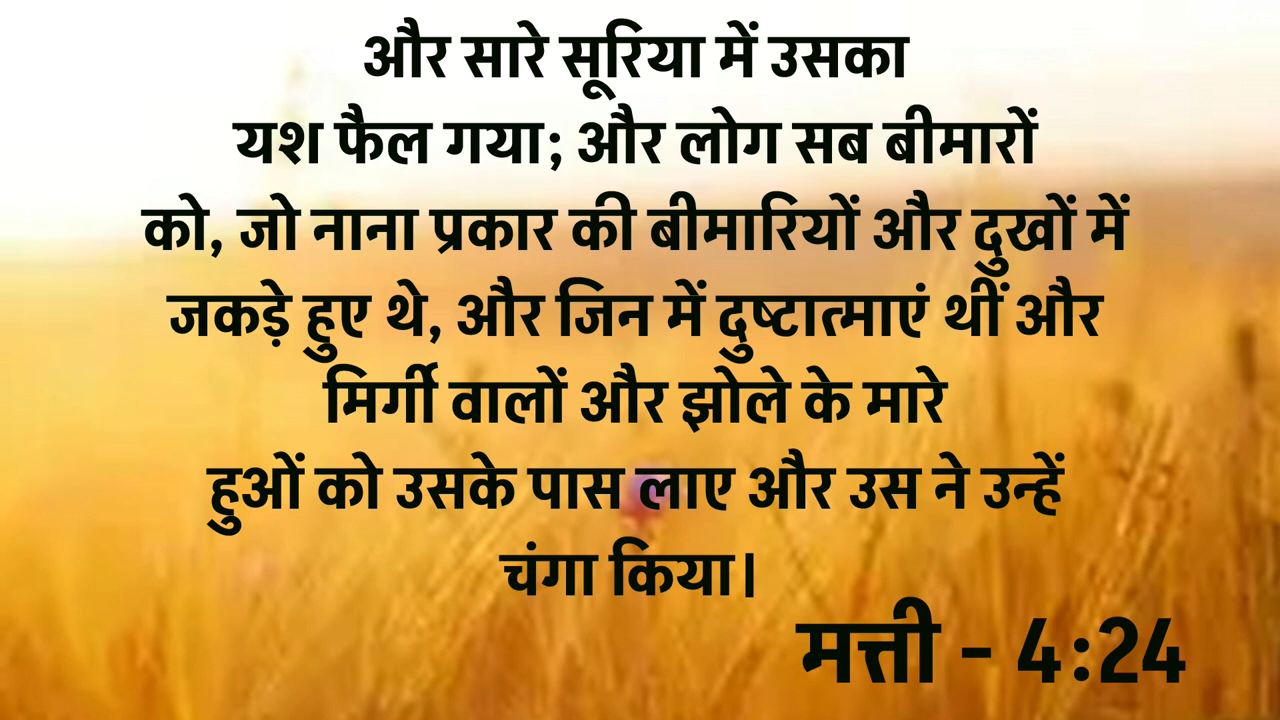 और सारे सूरिया में उसका
यश फैल गया; और लोग सब बीमारों
को, जो नाना प्रकार की बीमारियों और दुखों में
जकड़े हुए थे, और जिन में दुष्टात्माएं थीं और
मिर्गी वालों और झोले के मारे
हुओं को उसके पास लाए और उस ने उन्हें
चंगा किया।
मत्ती - 4:24